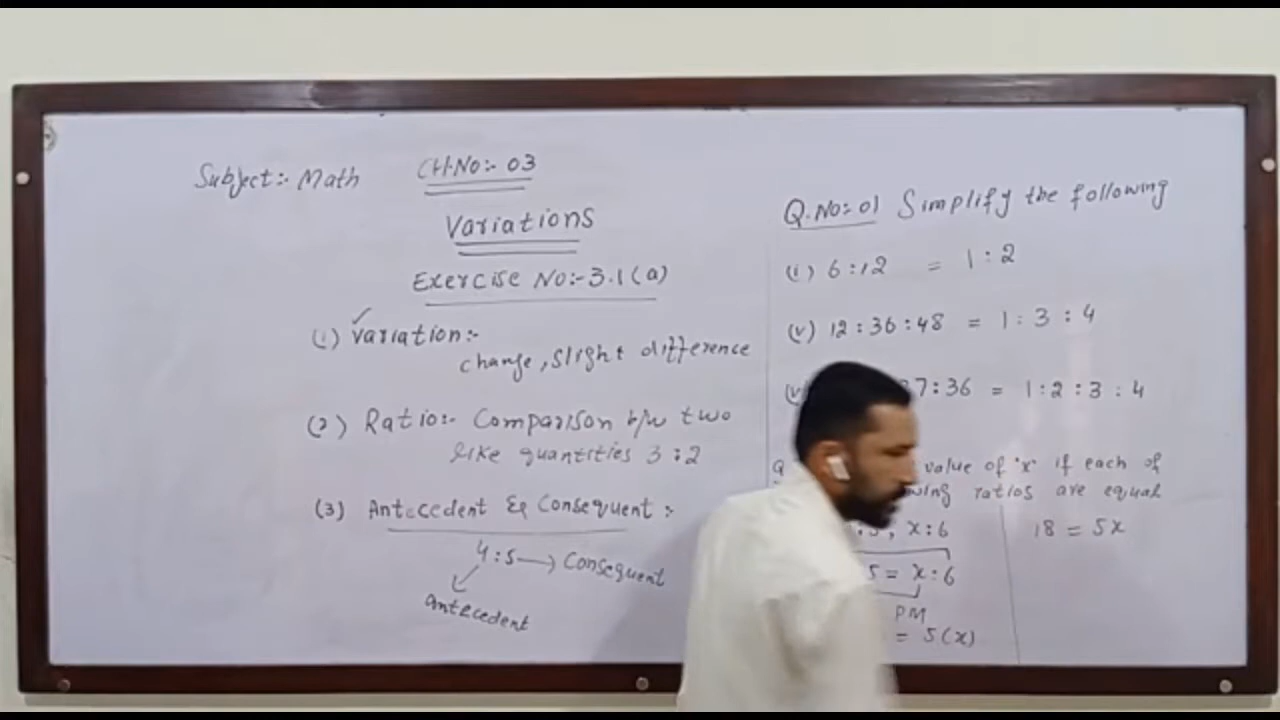 Subject:- Math CH.No:- 03
Variations
Exercise No:-3.1(a)
(1) Variation:-
change, slight difference
(2) Ratio:- Comparison b/w two
like quantities 3:2
(3) Antecedent & Consequent:-
4:5 → Consequent
Antecedent
Q.No:01 Simplify the following
(i) 6:12 = 1:2
(v) 12:36:48 = 1:3:4
7:36 = 1:2:3:4
value of 'x' if each of
ratios are equal
x:6 18 = 5x
5 = x:6
PM
= 5(x)